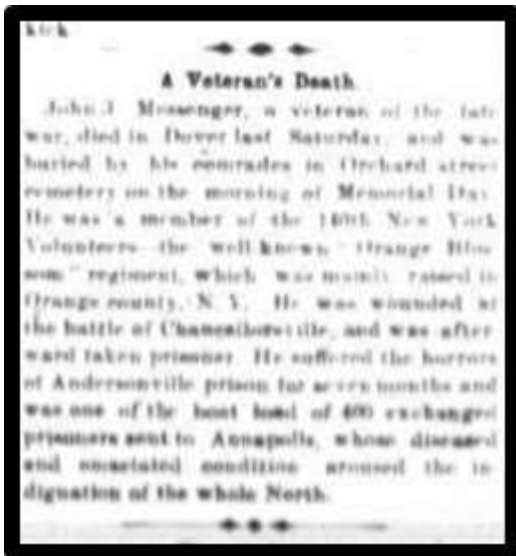 kick.
A Veteran's Death.
John J. Messenger, a veteran of the late
war, died in Dover last Saturday, and was
buried by his comrades in Orchard street
cemetery on the morning of Memorial Day.
He was a member of the New York
Volunteers the well known "Orange Blos-
som" regiment, which was mainly raised in
Orange county, N. Y. He was wounded at
the battle of Chancellorsville, and was after
ward taken prisoner. He suffered the horrors
of Andersonville prison for seven months and
was one of the boat load of 400 exchanged
prisoners sent to Annapolis, whose diseased
and emaciated condition aroused the in
dignation of the whole North.